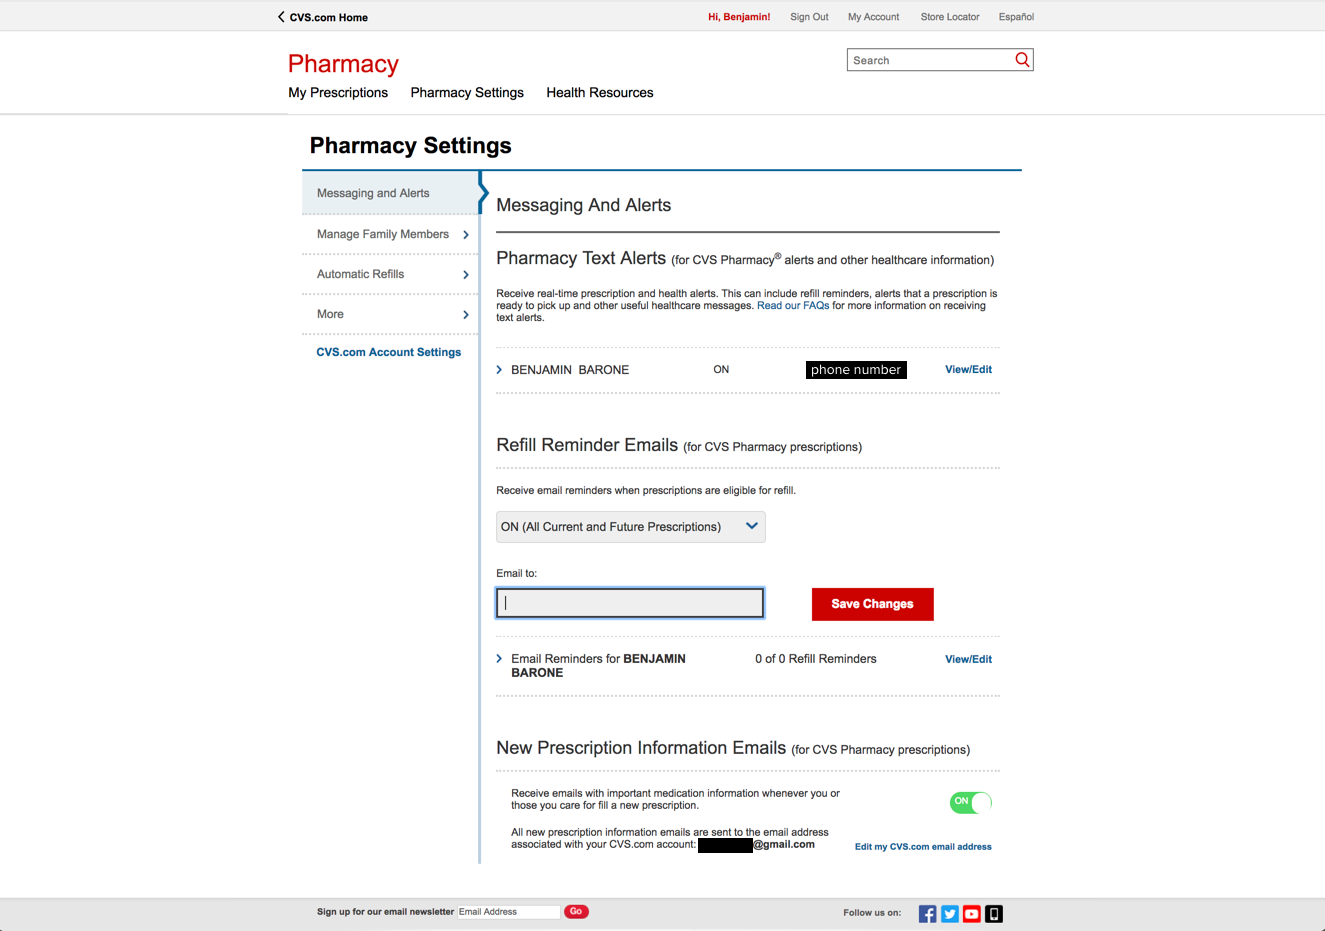 CVS.com Home
Hi, Benjamin!
Sign Out
My Account
Store Locator
Español
Pharmacy
Search
My Prescriptions
Pharmacy Settings
Health Resources
Pharmacy Settings
Messaging and Alerts
Manage Family Members
Automatic Refills
More
CVS.com Account Settings
Messaging And Alerts
Pharmacy Text Alerts (for CVS Pharmacy® alerts and other healthcare information)
Receive real-time prescription and health alerts. This can include refill reminders, alerts that a prescription is
ready to pick up and other useful healthcare messages. Read our FAQs for more information on receiving
text alerts.
BENJAMIN BARONE
ON
phone number
View/Edit
Refill Reminder Emails (for CVS Pharmacy prescriptions)
Receive email reminders when prescriptions are eligible for refill.
ON (All Current and Future Prescriptions)
Email to:
Save Changes
Email Reminders for BENJAMIN
BARONE
0 of 0 Refill Reminders
View/Edit
New Prescription Information Emails (for CVS Pharmacy prescriptions)
Receive emails with important medication information whenever you or
those you care for fill a new prescription.
ON
All new prescription information emails are sent to the email address
associated with your CVS.com account: @gmail.com
Edit my CVS.com email address
Sign up for our email newsletter
Email Address
Go
Follow us on: